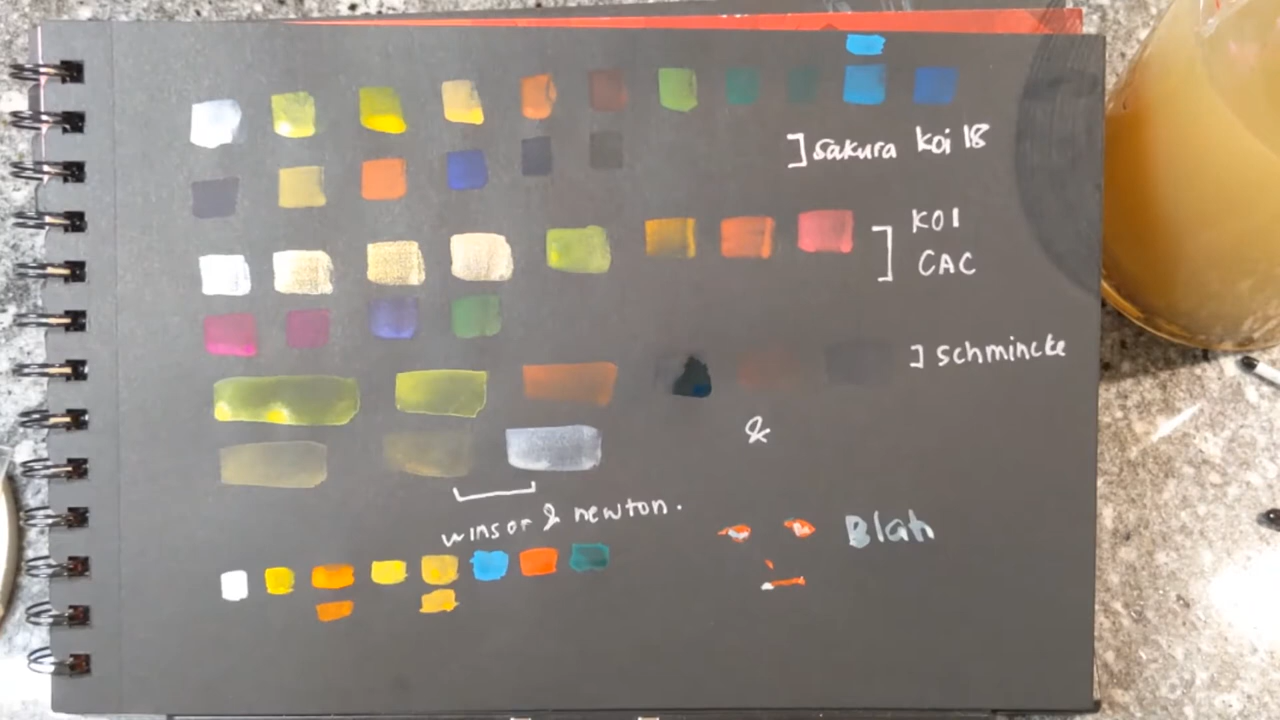 sakura koi 18
KOI
CAC
schmincke
&
winsor & newton.
Blah